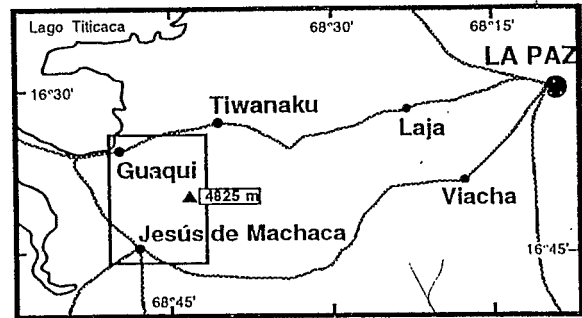 Lago Titicaca
68°30'
68°15'
LA PAZ
16°30'
Tiwanaku
Laja
Guaqui
4825 m
Viacha
Jesús de Machaca
16°45'
68°45'